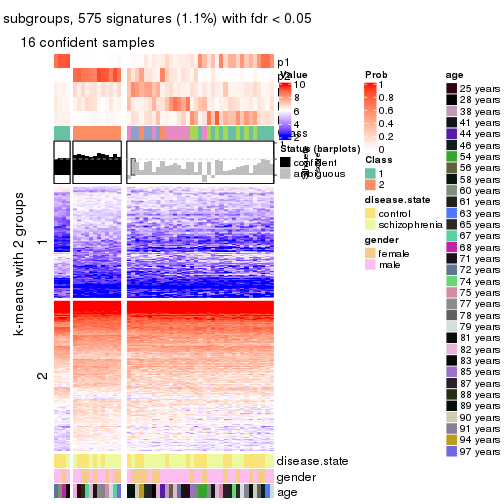 subgroups, 575 signatures (1.1%) with fdr < 0.05
16 confident samples
p1
p2
Value
10
8
6
4
2
Status (barplots)
confident
ambiguous
Prob
1
0.8
0.6
0.4
0.2
0
Class
1
2
disease.state
control
schizophrenia
gender
female
male
age
25 years
28 years
38 years
41 years
44 years
46 years
54 years
56 years
58 years
60 years
61 years
63 years
65 years
67 years
68 years
71 years
72 years
74 years
75 years
77 years
78 years
79 years
81 years
82 years
83 years
85 years
87 years
88 years
89 years
90 years
91 years
94 years
97 years
k-means with 2 groups
1
2
disease.state
gender
age